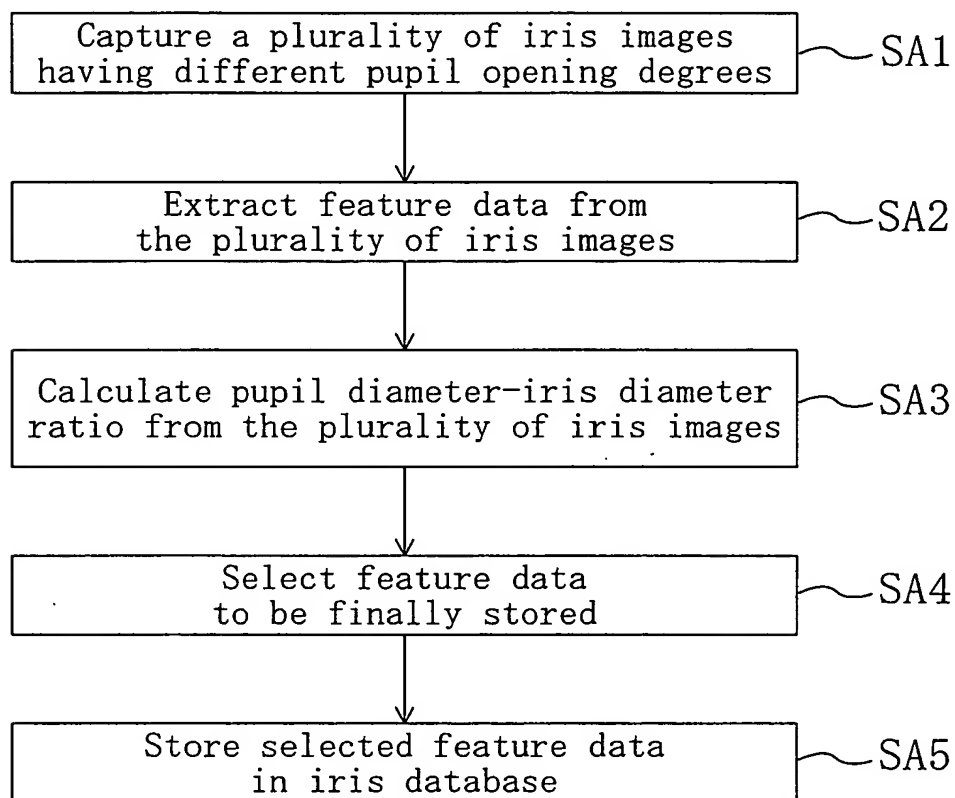 Capture a plurality of iris images
having different pupil opening degrees
SA1
Extract feature data from
the plurality of iris images
SA2
Calculate pupil diameter-iris diameter
ratio from the plurality of iris images
SA3
Select feature data
to be finally stored
SA4
Store selected feature data
in iris database
SA5